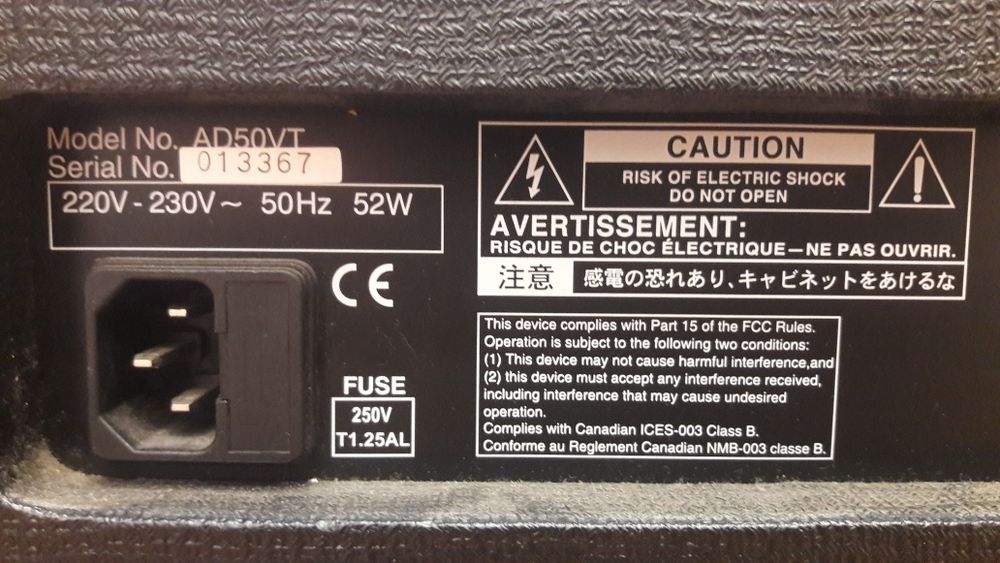 Model No. AD50VT
Serial No. 013367
220V - 230V ~ 50Hz 52W
CE
FUSE
250V
T1.25AL
CAUTION
RISK OF ELECTRIC SHOCK
DO NOT OPEN
AVERTISSEMENT:
RISQUE DE CHOC ÉLECTRIQUE—NE PAS OUVRIR.
注意 感電の恐れあり、キャビネットをあけるな
This device complies with Part 15 of the FCC Rules.
Operation is subject to the following two conditions:
(1) This device may not cause harmful interference,and
(2) this device must accept any interference received,
including interference that may cause undesired
operation.
Complies with Canadian ICES-003 Class B.
Conforme au Reglement Canadian NMB-003 classe B.